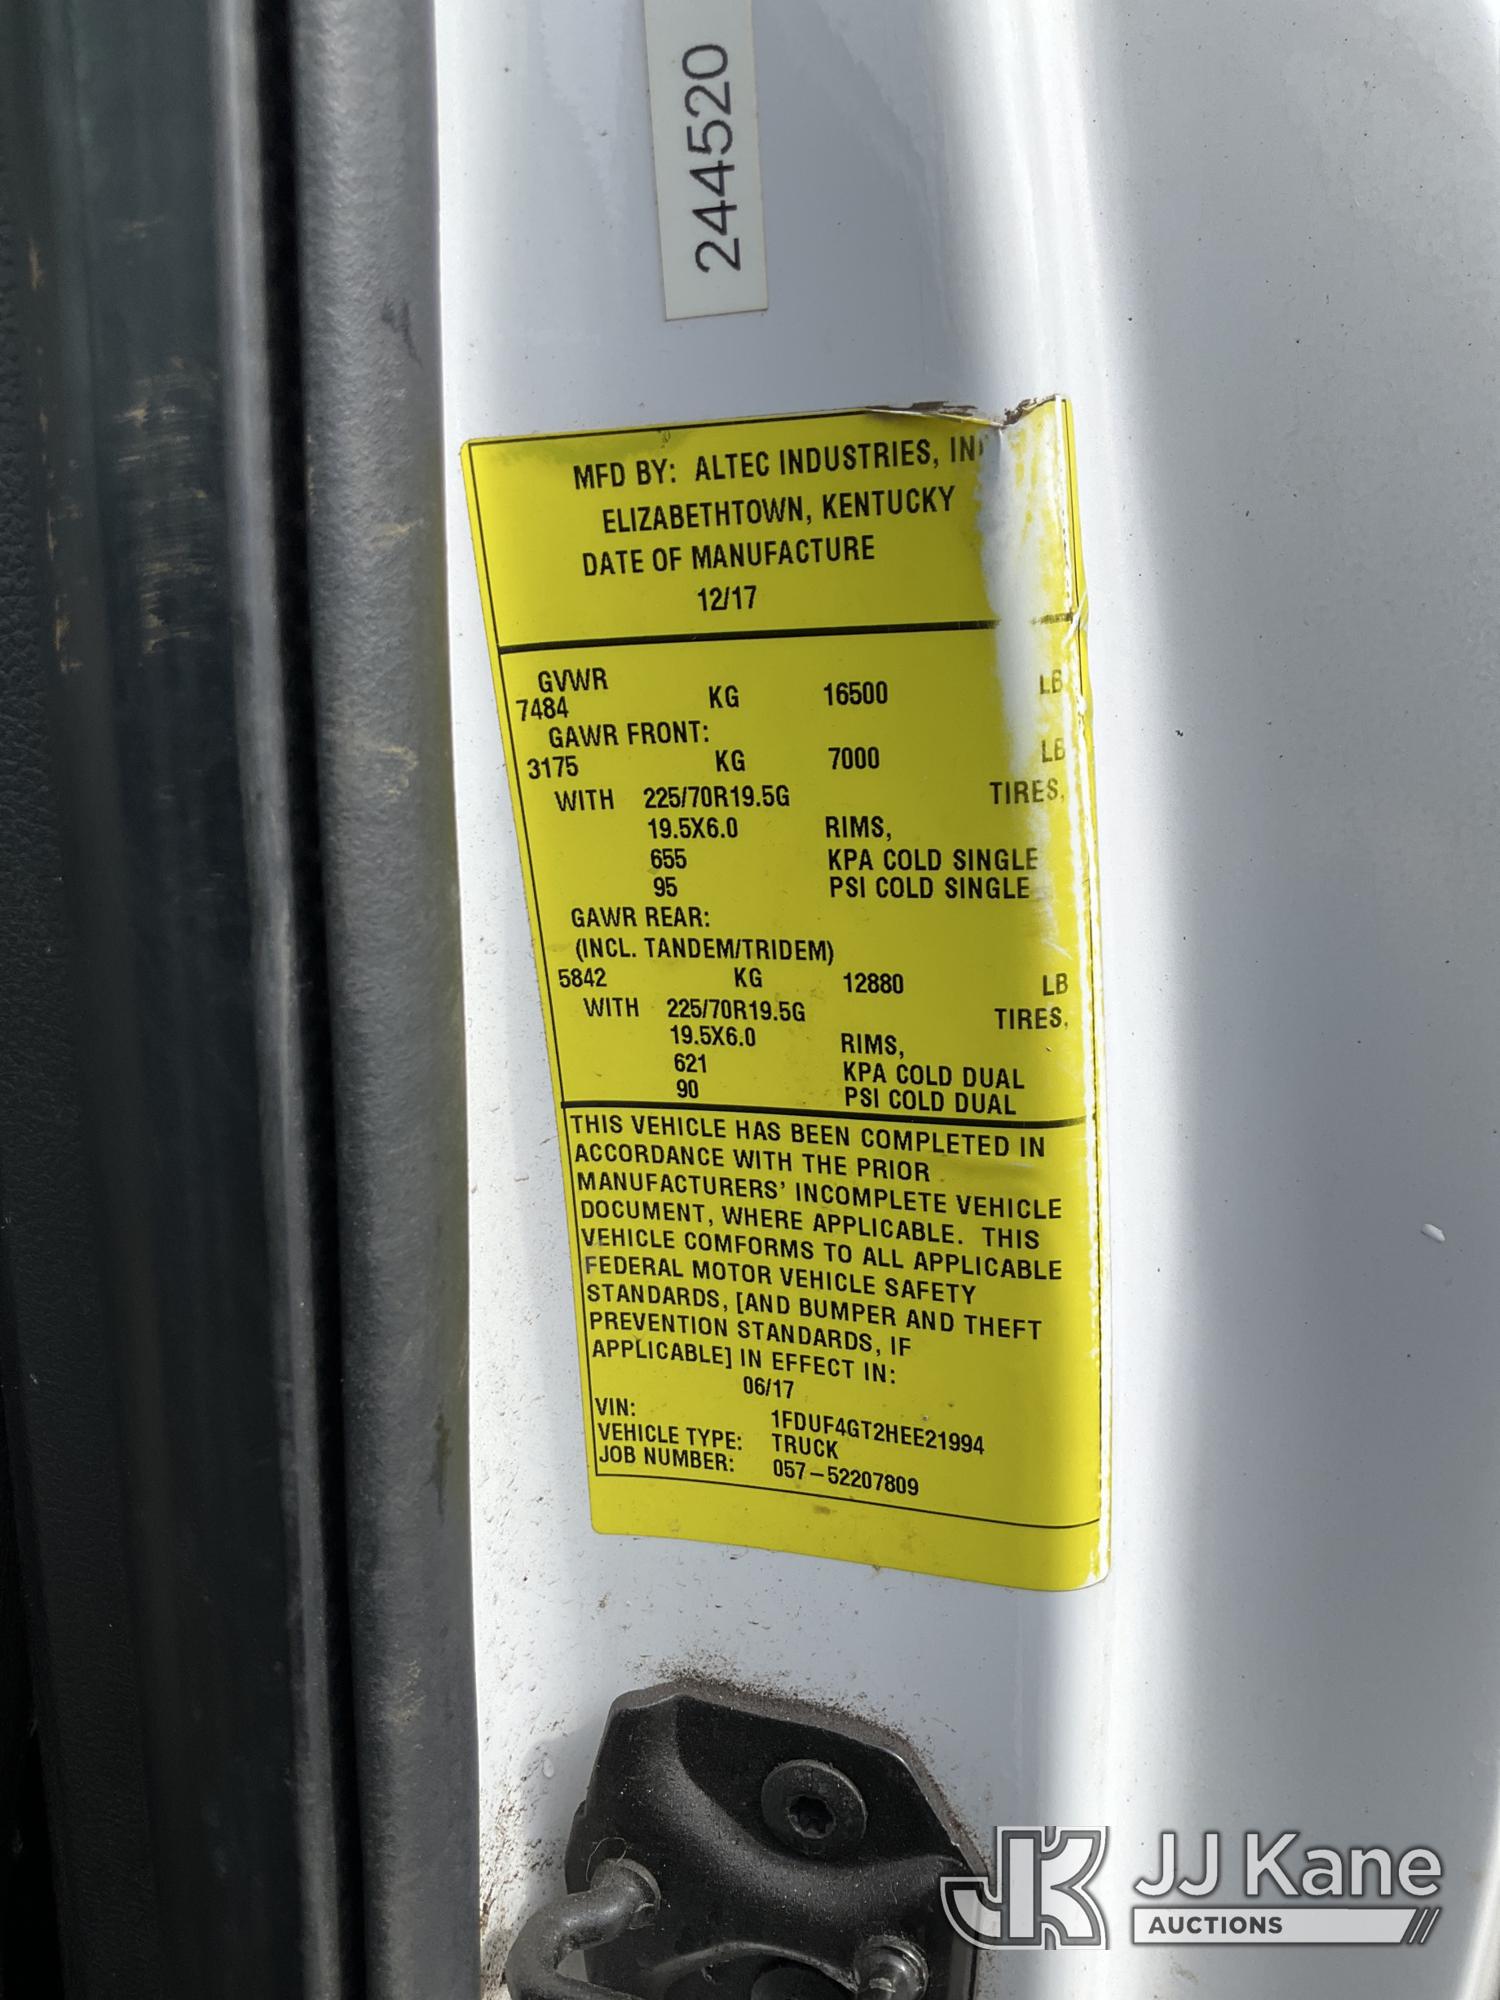 244520
MFD BY: ALTEC INDUSTRIES,
ELIZABETHTOWN, KENTUCKY
DATE OF MANUFACTURE
12/17
GVWR
7484 KG 16500 LB
GAWR FRONT:
3175 KG 7000 LB
WITH 225/70R19.5G TIRES,
19.5X6.0 RIMS,
655 KPA COLD SINGLE
95 PSI COLD SINGLE
GAWR REAR:
(INCL. TANDEM/TRIDEM)
5842 KG 12880 LB
WITH 225/70R19.5G TIRES,
19.5X6.0 RIMS,
621 KPA COLD DUAL
90 PSI COLD DUAL
THIS VEHICLE HAS BEEN COMPLETED IN
ACCORDANCE WITH THE PRIOR
MANUFACTURERS' INCOMPLETE VEHICLE
DOCUMENT, WHERE APPLICABLE. THIS
VEHICLE COMFORMS TO ALL APPLICABLE
FEDERAL MOTOR VEHICLE SAFETY
STANDARDS, [AND BUMPER AND THEFT
PREVENTION STANDARDS, IF
APPLICABLE] IN EFFECT IN:
06/17
VIN: 1FDUF4GT2HEE21994
VEHICLE TYPE: TRUCK
JOB NUMBER: 057-52207809
JK JJ Kane
AUCTIONS